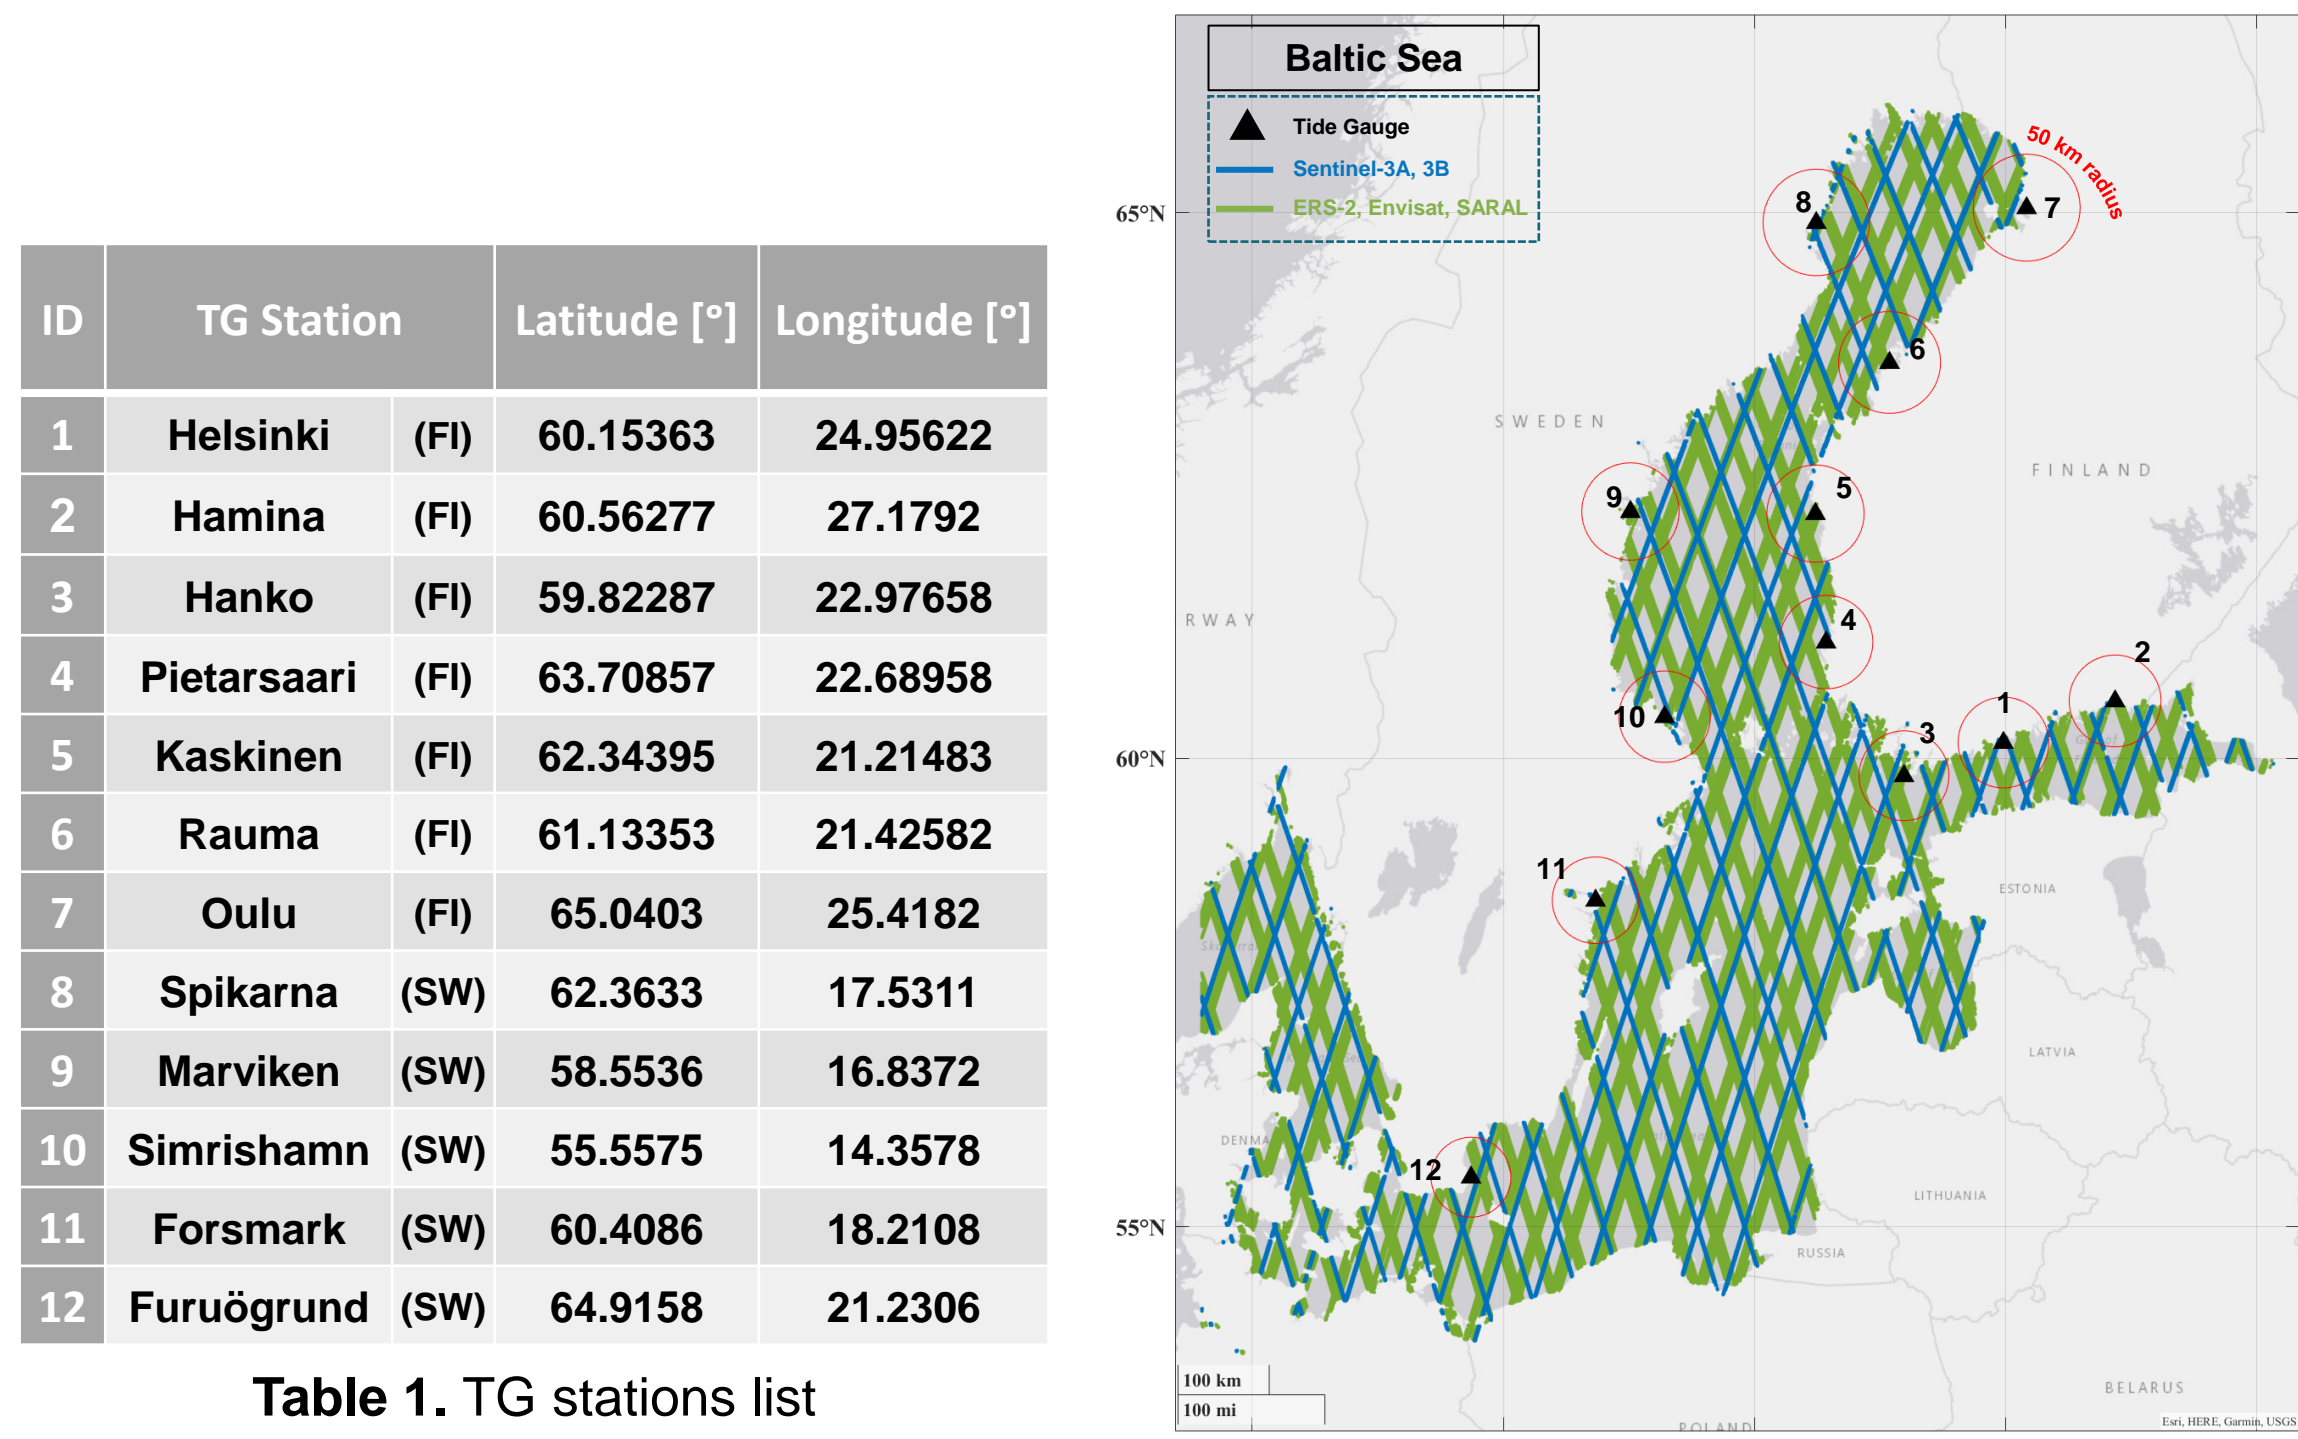 ID TG Station Latitude [°] Longitude [°]
1 Helsinki (FI) 60.15363 24.95622
2 Hamina (FI) 60.56277 27.1792
3 Hanko (FI) 59.82287 22.97658
4 Pietarsaari (FI) 63.70857 22.68958
5 Kaskinen (FI) 62.34395 21.21483
6 Rauma (FI) 61.13353 21.42582
7 Oulu (FI) 65.0403 25.4182
8 Spikarna (SW) 62.3633 17.5311
9 Marviken (SW) 58.5536 16.8372
10 Simrishamn (SW) 55.5575 14.3578
11 Forsmark (SW) 60.4086 18.2108
12 Furuögrund (SW) 64.9158 21.2306
Table 1. TG stations list
Baltic Sea
Tide Gauge
Sentinel-3A, 3B
ERS-2, Envisat, SARAL
50 km radius
65°N
8
7
6
SWEDEN
FINLAND
9
5
RWAY
4
2
10
1
3
60°N
11
ESTONIA
LATVIA
DENMA
12
LITHUANIA
55°N
RUSSIA
100 km
100 mi
BELARUS
POLAND
Esri, HERE, Garmin, USGS